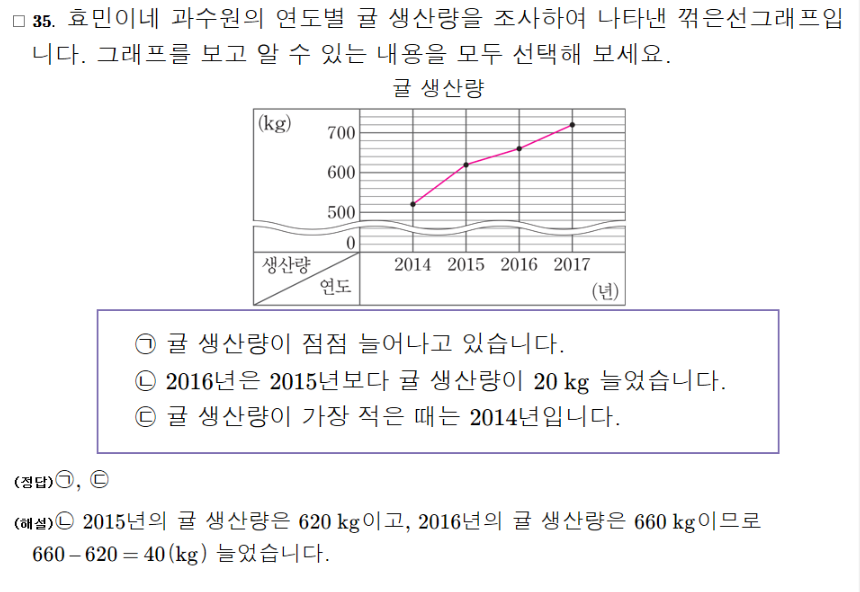 □ 35. 효민이네 과수원의 연도별 귤 생산량을 조사하여 나타낸 꺾은선그래프입
니다. 그래프를 보고 알 수 있는 내용을 모두 선택해 보세요.
귤 생산량
(kg)
700
600
500
0
생산량
연도
2014 2015 2016 2017
(년)
㉠ 귤 생산량이 점점 늘어나고 있습니다.
㉡ 2016년은 2015년보다 귤 생산량이 20 kg 늘었습니다.
㉢ 귤 생산량이 가장 적은 때는 2014년입니다.
(정답)㉠, ㉢
(해설)㉡ 2015년의 귤 생산량은 620 kg이고, 2016년의 귤 생산량은 660 kg이므로
660－620＝40(kg) 늘었습니다.